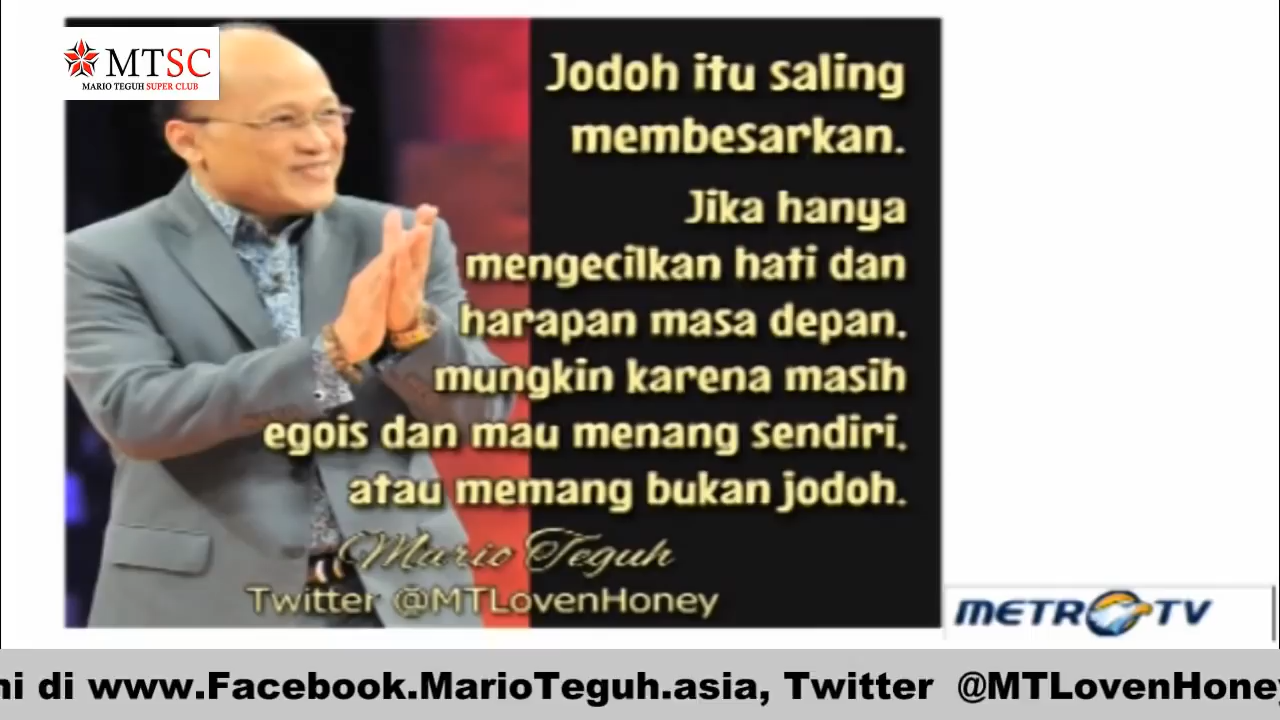 MTSC
MARIO TEGUH SUPER CLUB
Jodoh itu saling
membesarkan.
Jika hanya
mengecilkan hati dan
harapan masa depan,
mungkin karena masih
egois dan mau menang sendiri,
atau memang bukan jodoh.
Mario Teguh
Twitter @MTLovenHoney
METRO TV
ni di www.Facebook.MarioTeguh.asia, Twitter @MTLovenHoney